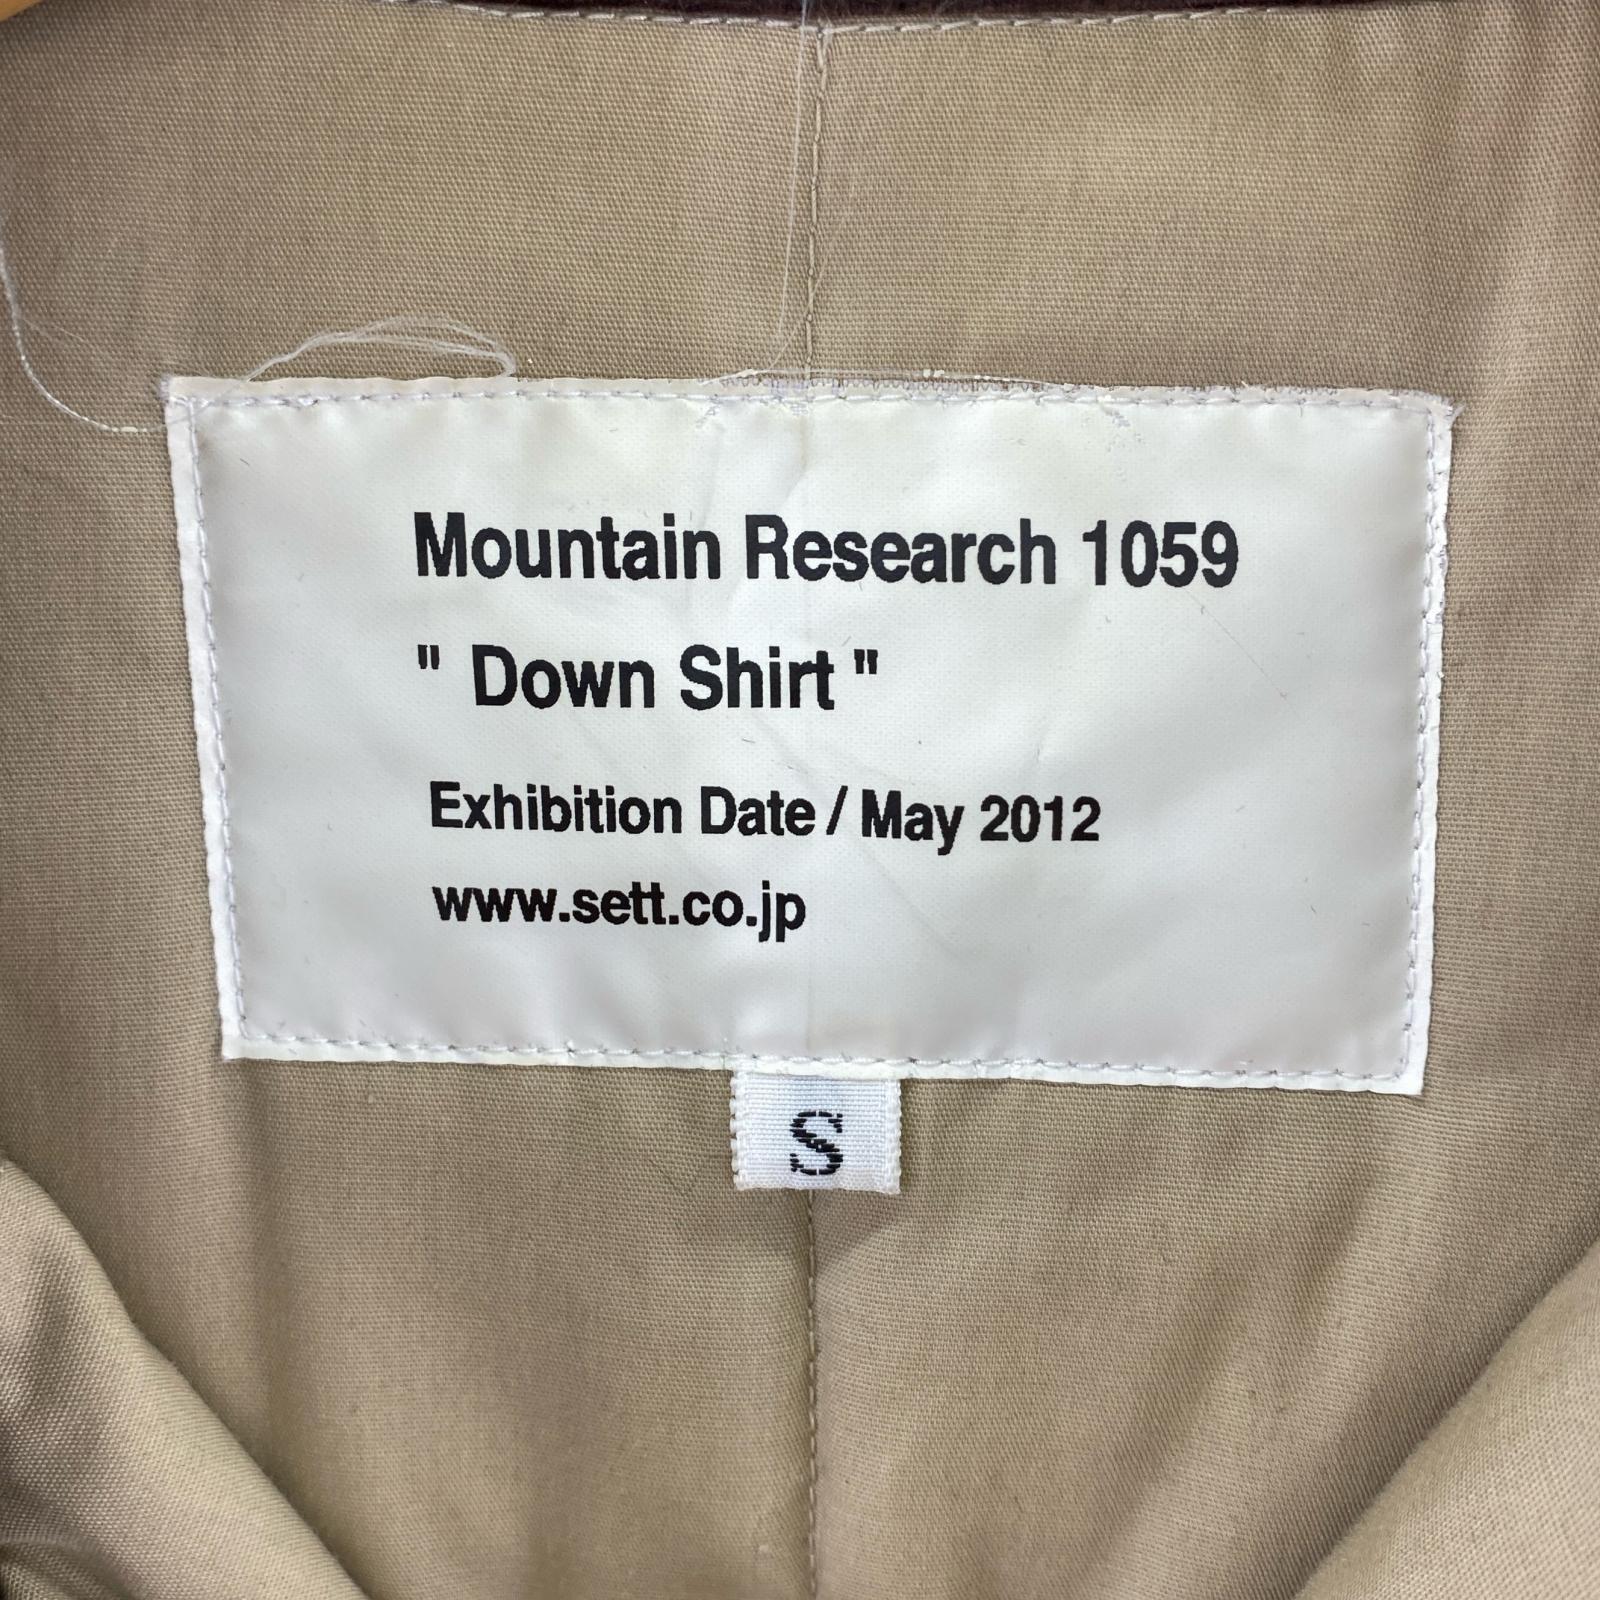 Mountain Research 1059
" Down Shirt "
Exhibition Date / May 2012
www.sett.co.jp
S